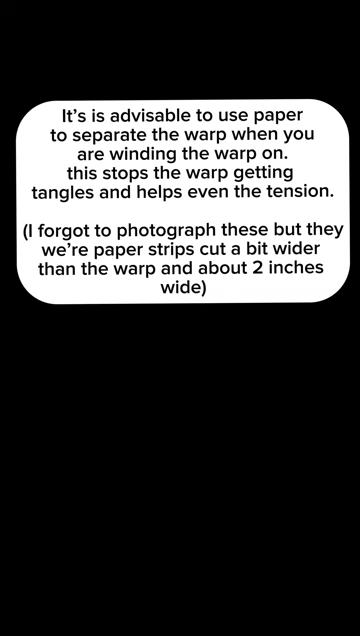 It's is advisable to use paper
to separate the warp when you
are winding the warp on.
this stops the warp getting
tangles and helps even the tension.
(I forgot to photograph these but they
we're paper strips cut a bit wider
than the warp and about 2 inches
wide)